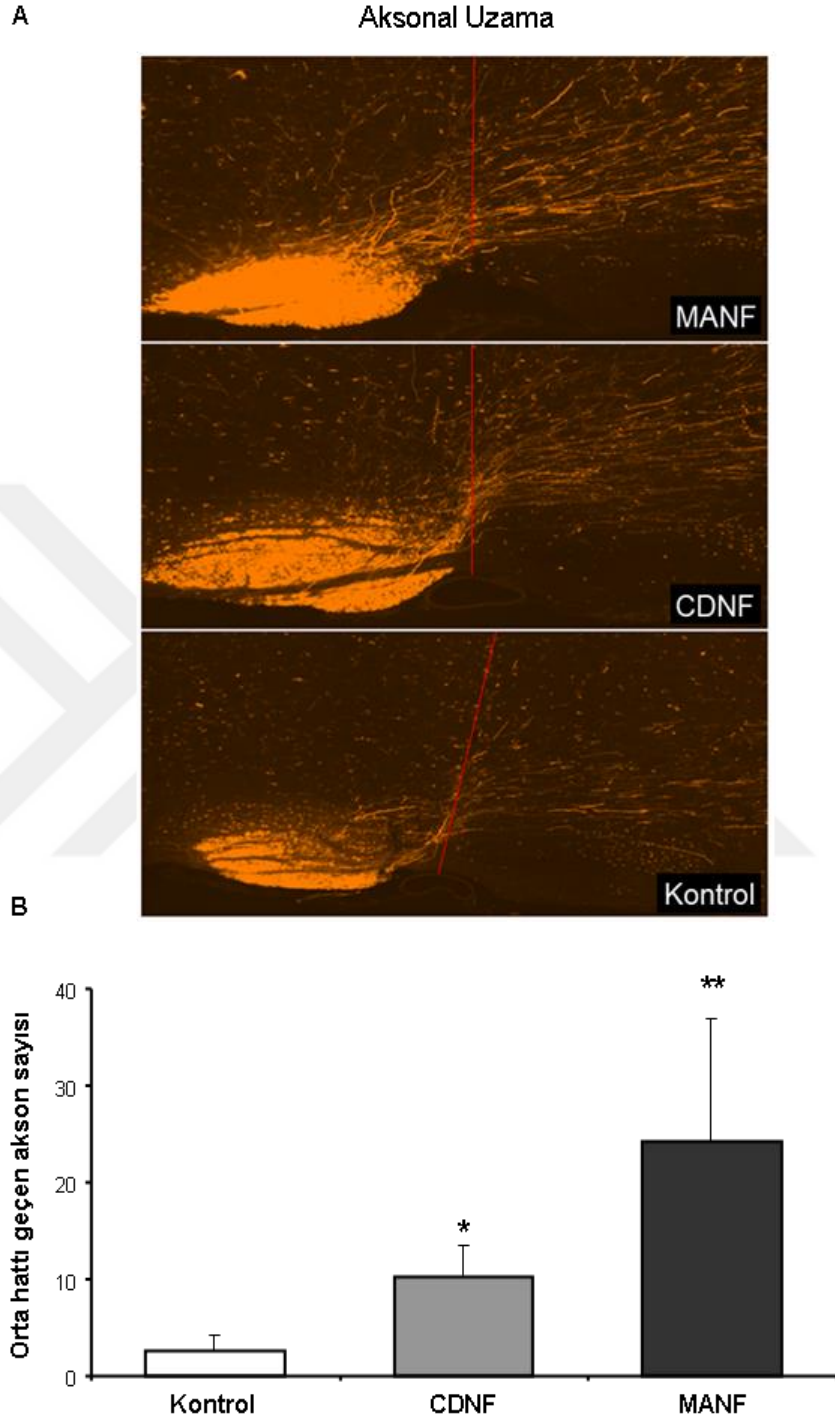 A
Aksonal Uzama
MANF
CDNF
Kontrol
B
Orta hattı geçen akson sayısı
40
30
20
10
0
*
**
Kontrol CDNF MANF